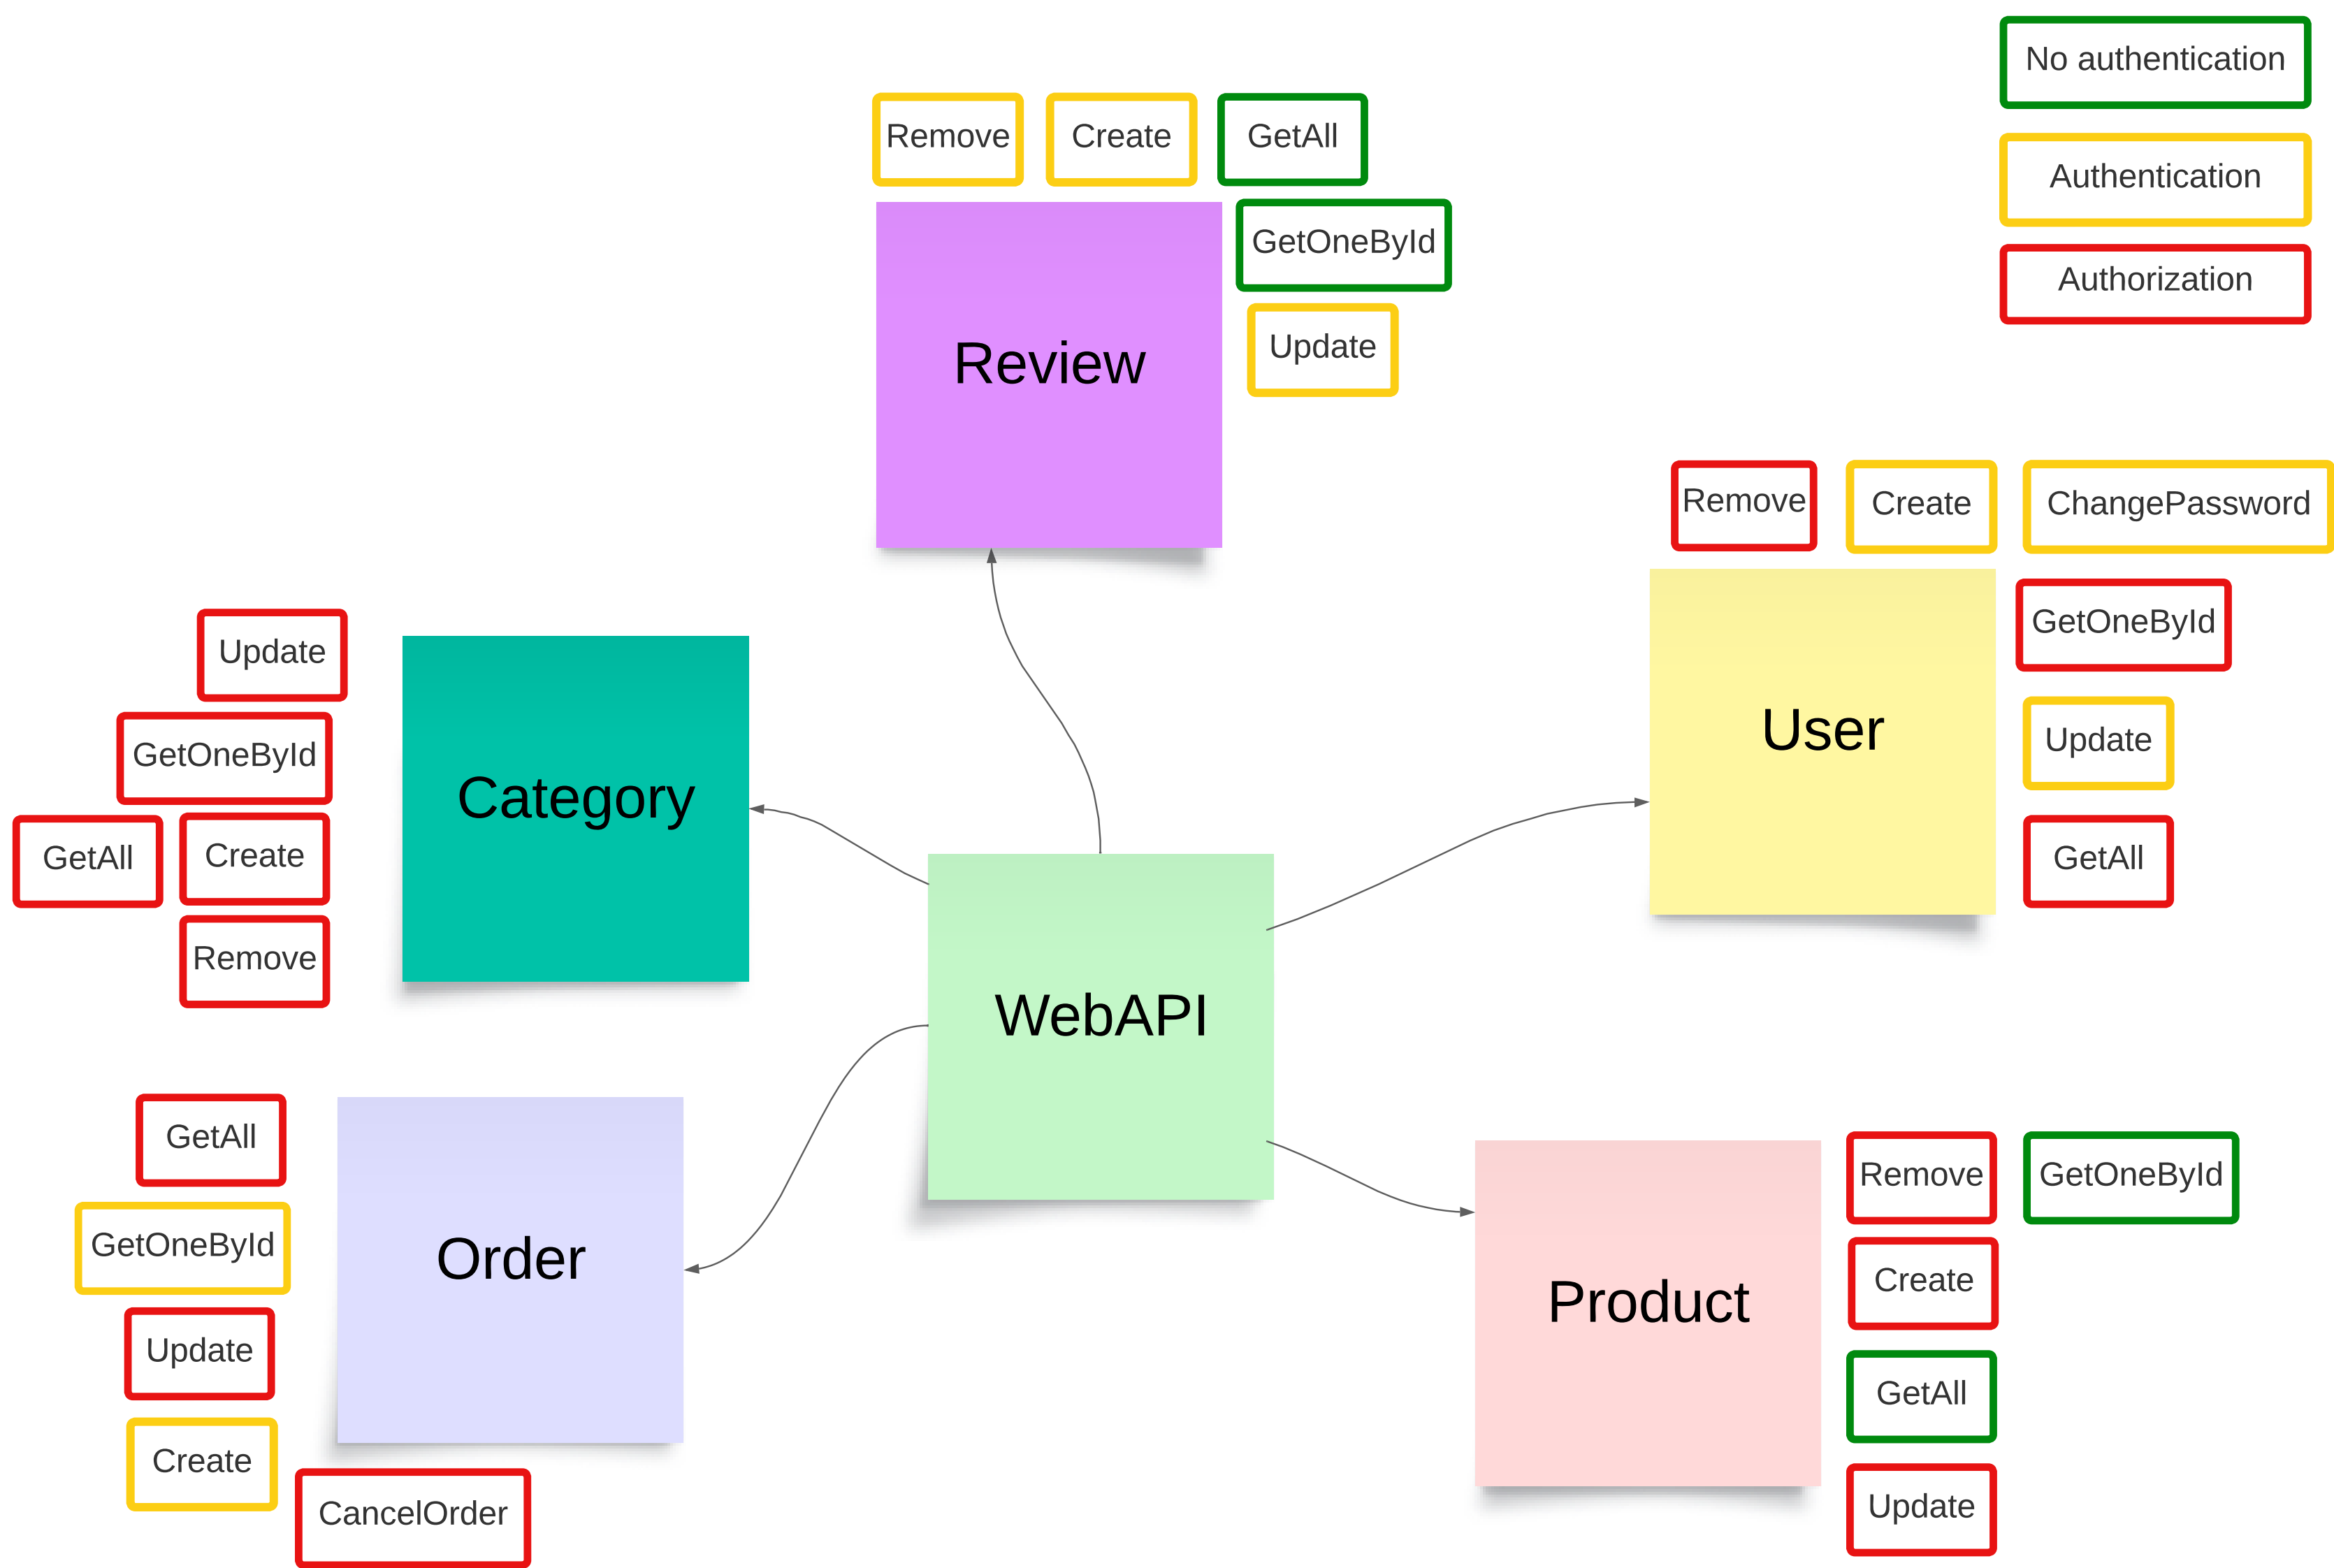 No authentication
Authentication
Authorization
Remove
Create
GetAll
GetOneById
Update
Review
Remove
Create
ChangePassword
GetOneById
Update
GetAll
User
Update
GetOneById
GetAll
Create
Remove
Category
WebAPI
GetAll
GetOneById
Update
Create
CancelOrder
Order
Remove
GetOneById
Create
GetAll
Update
Product